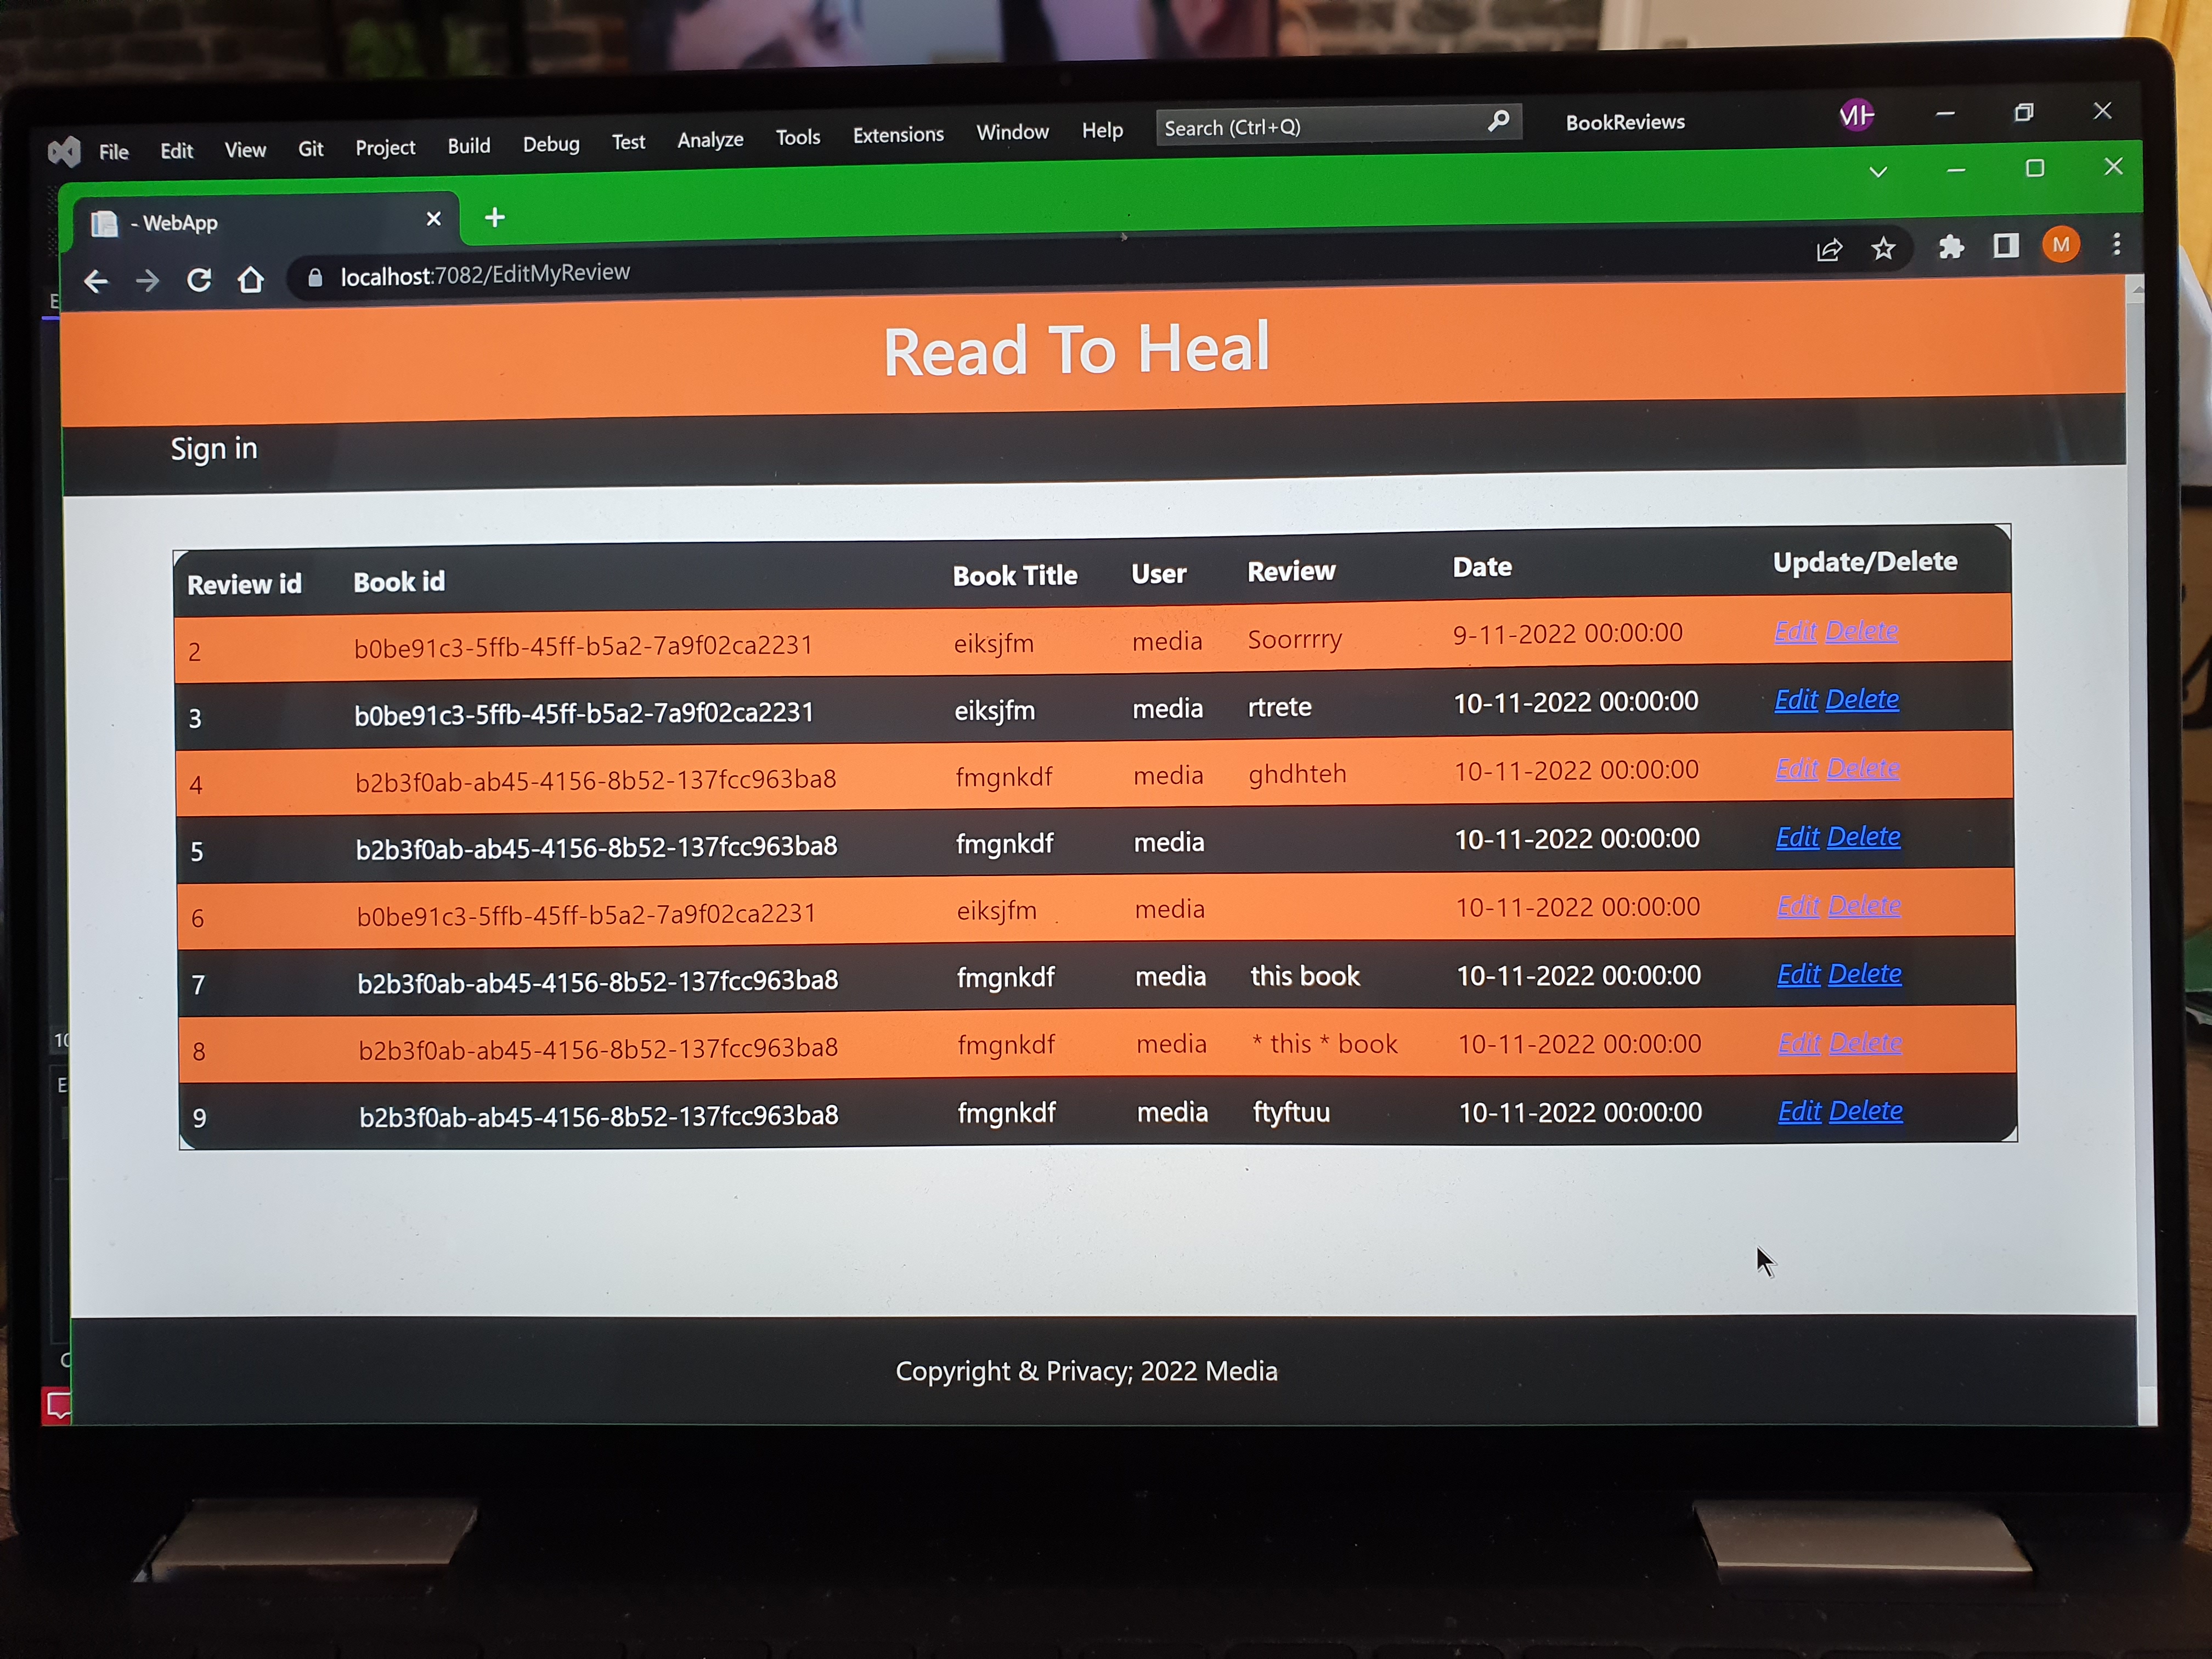 File Edit View Git Project Build Debug Test Analyze Tools Extensions Window Help Search (Ctrl+Q) BookReviews
- WebApp
localhost:7082/EditMyReview M
Read To Heal
Sign in
Review id Book id Book Title User Review Date Update/Delete
2 b0be91c3-5ffb-45ff-b5a2-7a9f02ca2231 eiksjfm media Soorrrry 9-11-2022 00:00:00 Edit Delete
3 b0be91c3-5ffb-45ff-b5a2-7a9f02ca2231 eiksjfm media rtrete 10-11-2022 00:00:00 Edit Delete
4 b2b3f0ab-ab45-4156-8b52-137fcc963ba8 fmgnkdf media ghdhteh 10-11-2022 00:00:00 Edit Delete
5 b2b3f0ab-ab45-4156-8b52-137fcc963ba8 fmgnkdf media 10-11-2022 00:00:00 Edit Delete
6 b0be91c3-5ffb-45ff-b5a2-7a9f02ca2231 eiksjfm media 10-11-2022 00:00:00 Edit Delete
7 b2b3f0ab-ab45-4156-8b52-137fcc963ba8 fmgnkdf media this book 10-11-2022 00:00:00 Edit Delete
8 b2b3f0ab-ab45-4156-8b52-137fcc963ba8 fmgnkdf media * this * book 10-11-2022 00:00:00 Edit Delete
9 b2b3f0ab-ab45-4156-8b52-137fcc963ba8 fmgnkdf media ftyftuu 10-11-2022 00:00:00 Edit Delete
Copyright & Privacy; 2022 Media